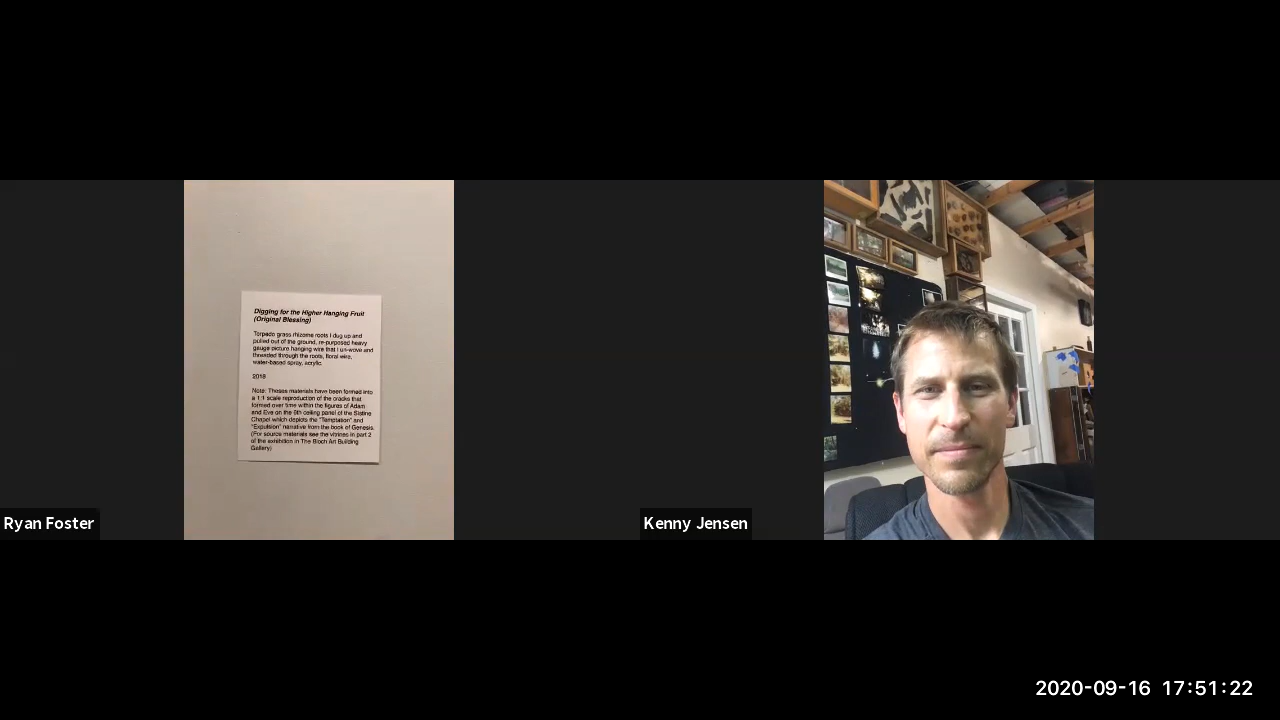 Digging for the Higher Hanging Fruit
(Original Blessing)
Torpedo grass rhizome roots I dug up and
pulled out of the ground, re-purposed heavy
gauge picture hanging wire that I un-wove and
threaded through the roots, floral wire,
water-based spray, acrylic.
2018
Note: Theses materials have been formed into
a 1:1 scale reproduction of the cracks that
formed over time within the figures of Adam
and Eve on the 6th ceiling panel of the Sistine
Chapel which depicts the "Temptation" and
"Expulsion" narrative from the book of Genesis.
(For source materials see the vitrines in part 2
of the exhibition in The Bloch Art Building
Gallery)
Ryan Foster
Kenny Jensen
2020-09-16 17:51:22